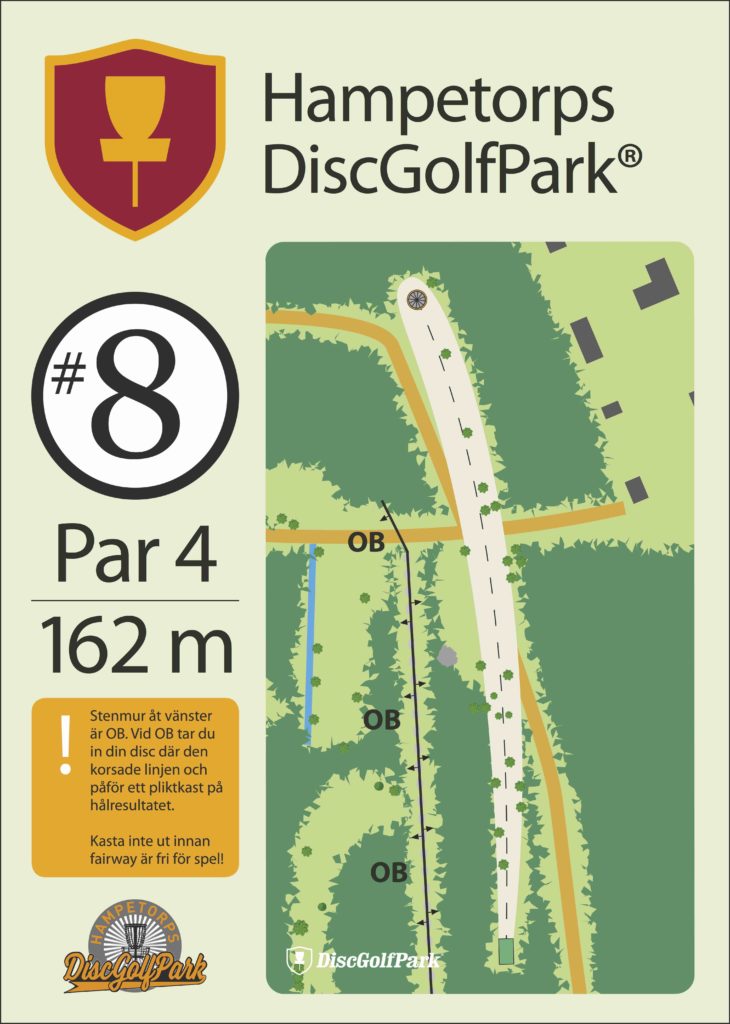 Hampetorps
DiscGolfPark®
#8
Par 4
162 m
!
Stenmur åt vänster
är OB. Vid OB tar du
in din disc där den
korsade linjen och
påför ett pliktkast på
hålresultatet.
Kasta inte ut innan
fairway är fri för spel!
HAMPETORPS
DiscGolfPark
OB
OB
OB
DiscGolfPark